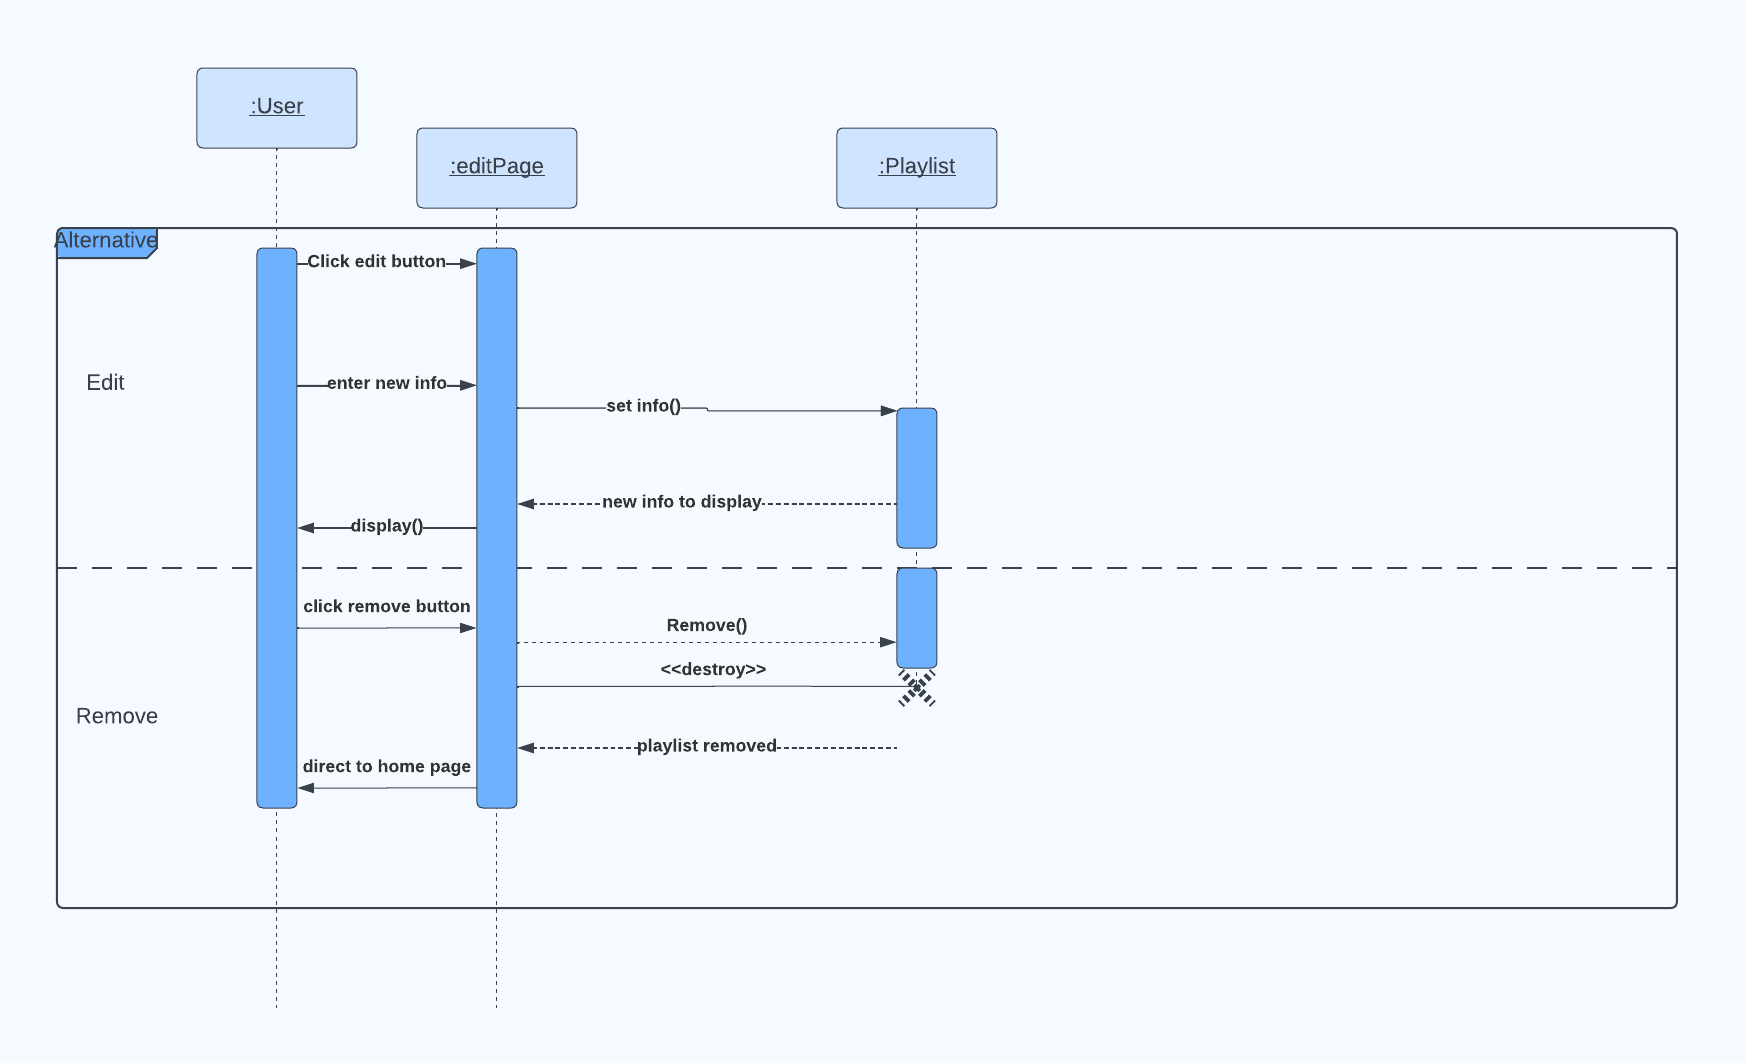 :User
:editPage
:Playlist
Alternative
Click edit button
Edit
enter new info
set info()
new info to display
display()
click remove button
Remove()
<<destroy>>
Remove
playlist removed
direct to home page